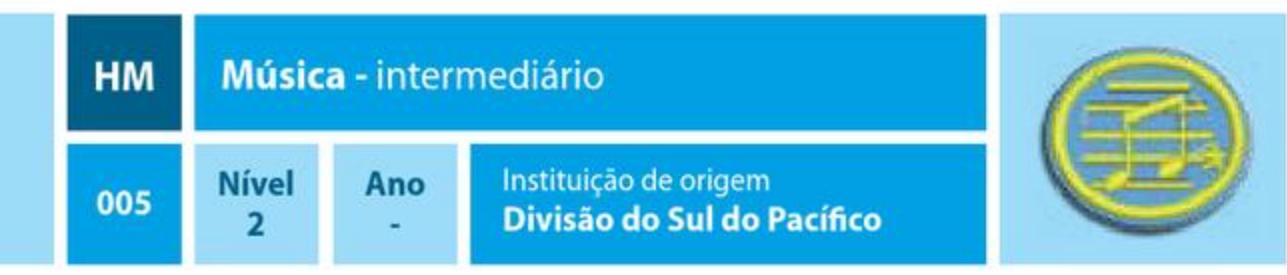 HM
Música - intermediário
005
Nível
2
Ano
-
Instituição de origem
Divisão do Sul do Pacífico